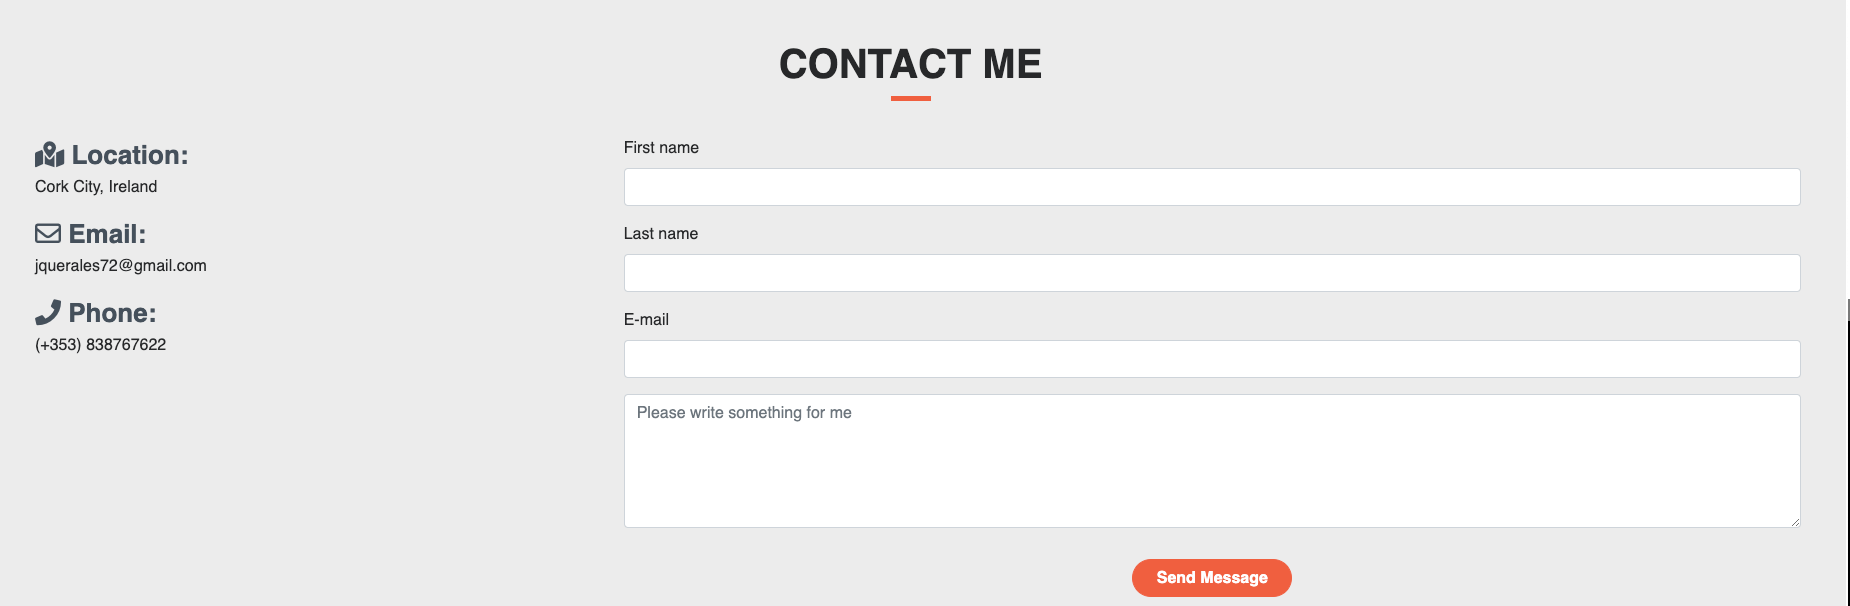 CONTACT ME
Location:
Cork City, Ireland
Email:
jquerales72@gmail.com
Phone:
(+353) 838767622
First name
Last name
E-mail
Please write something for me
Send Message